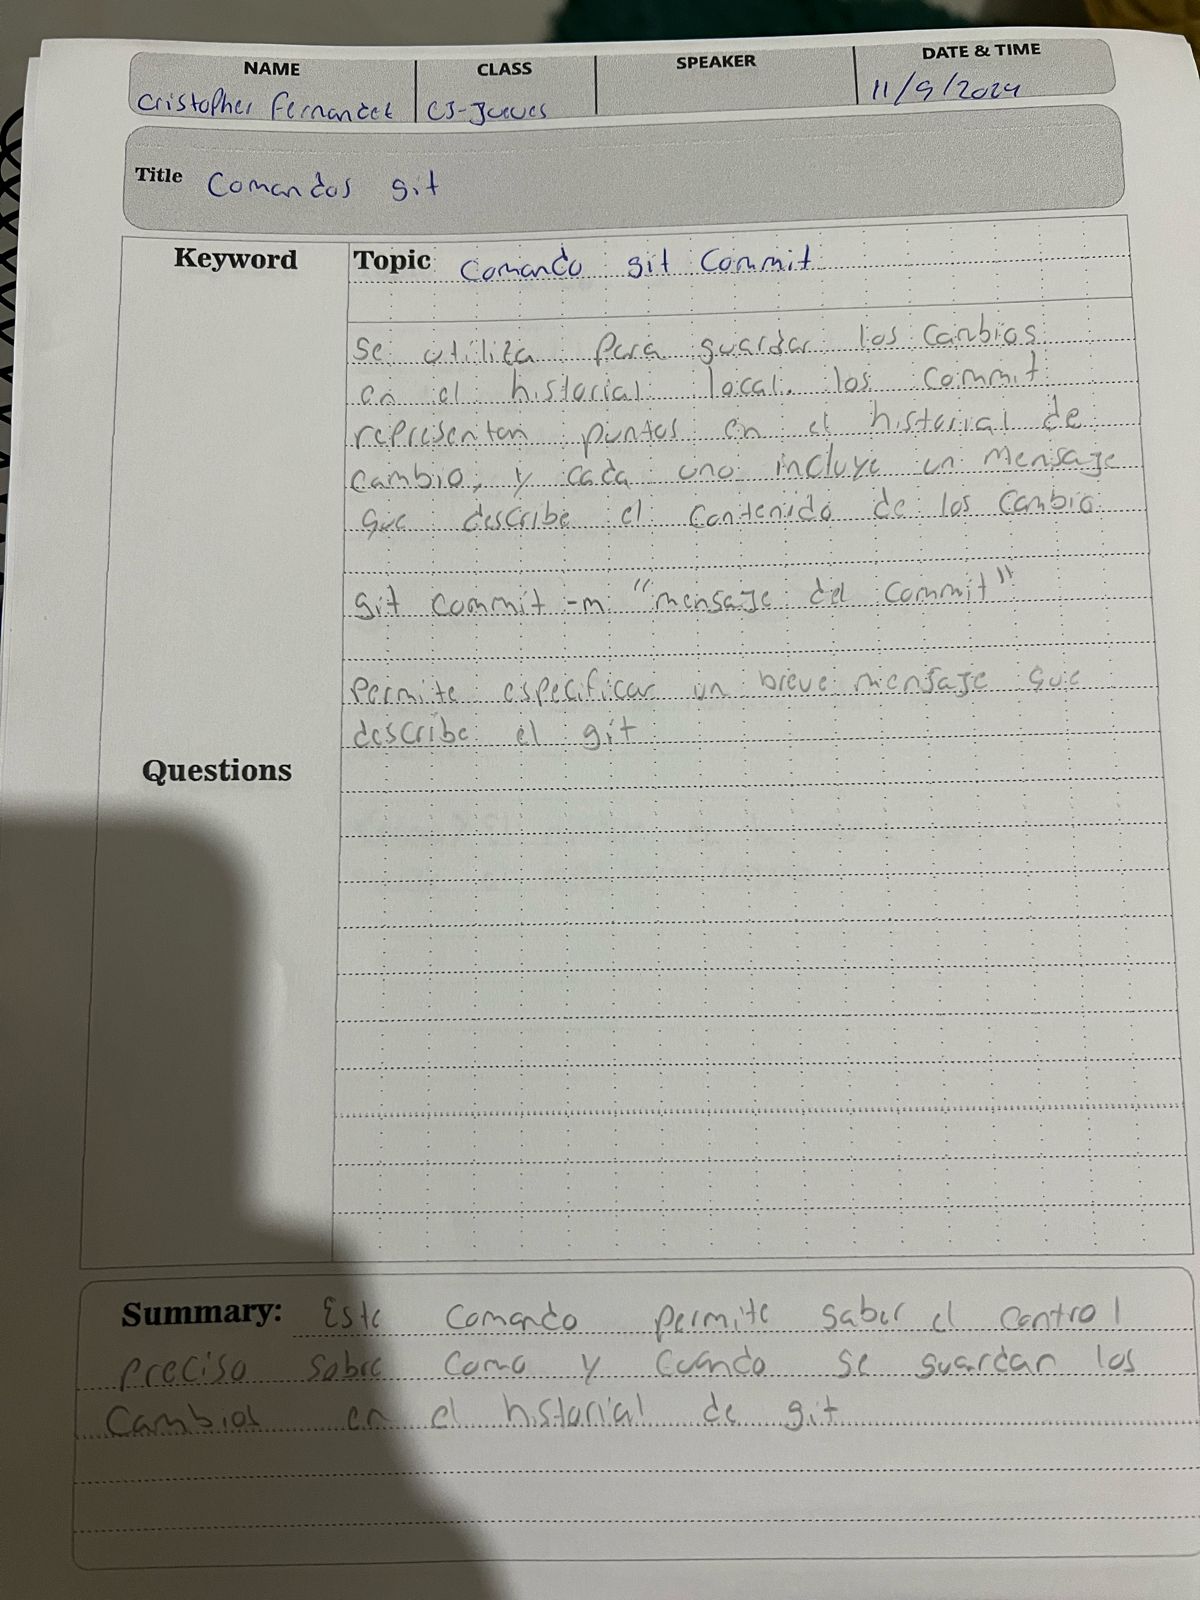 NAME
CLASS
SPEAKER
DATE & TIME
Cristopher Fernandez
C3-Jueves
11/9/2024
Title Comandos git
Keyword
Topic Comando git Commit
Se utiliza para guardar los Cambios
en el historial local. los Commit
representan puntos en el historial de
cambio, y cada uno incluye un mensaje
que describe el Contenido de los Cambio
git commit -m "mensaje del Commit"
Permite especificar un breve mensaje que
describe el git
Questions
Summary: Este Comando permite saber el Control
preciso sobre Como y Cuando se guardan los
Cambios en el historial de git